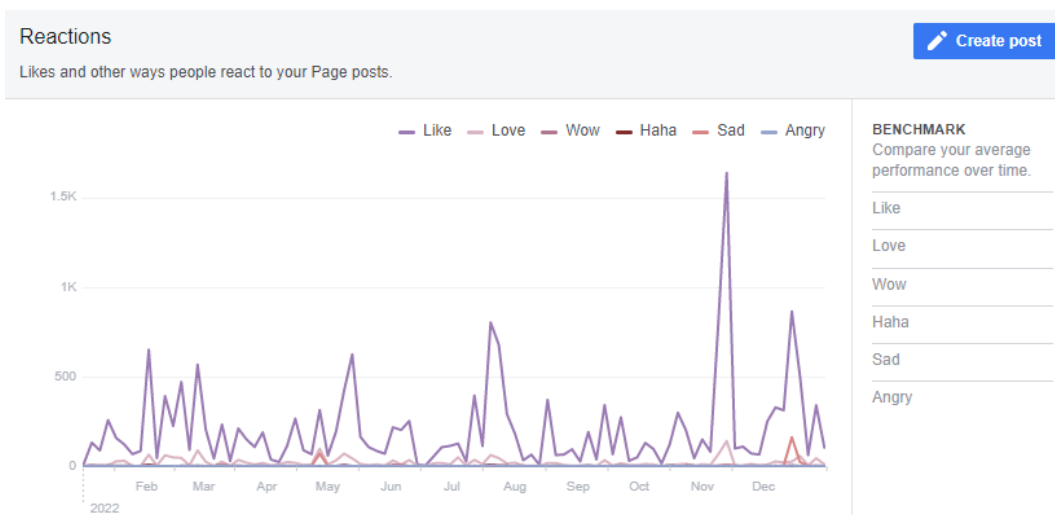 Reactions
Create post
Likes and other ways people react to your Page posts.
Like Love Wow Haha Sad Angry
1.5K
1K
500
0
Feb Mar Apr May Jun Jul Aug Sep Oct Nov Dec
2022
BENCHMARK
Compare your average
performance over time.
Like
Love
Wow
Haha
Sad
Angry